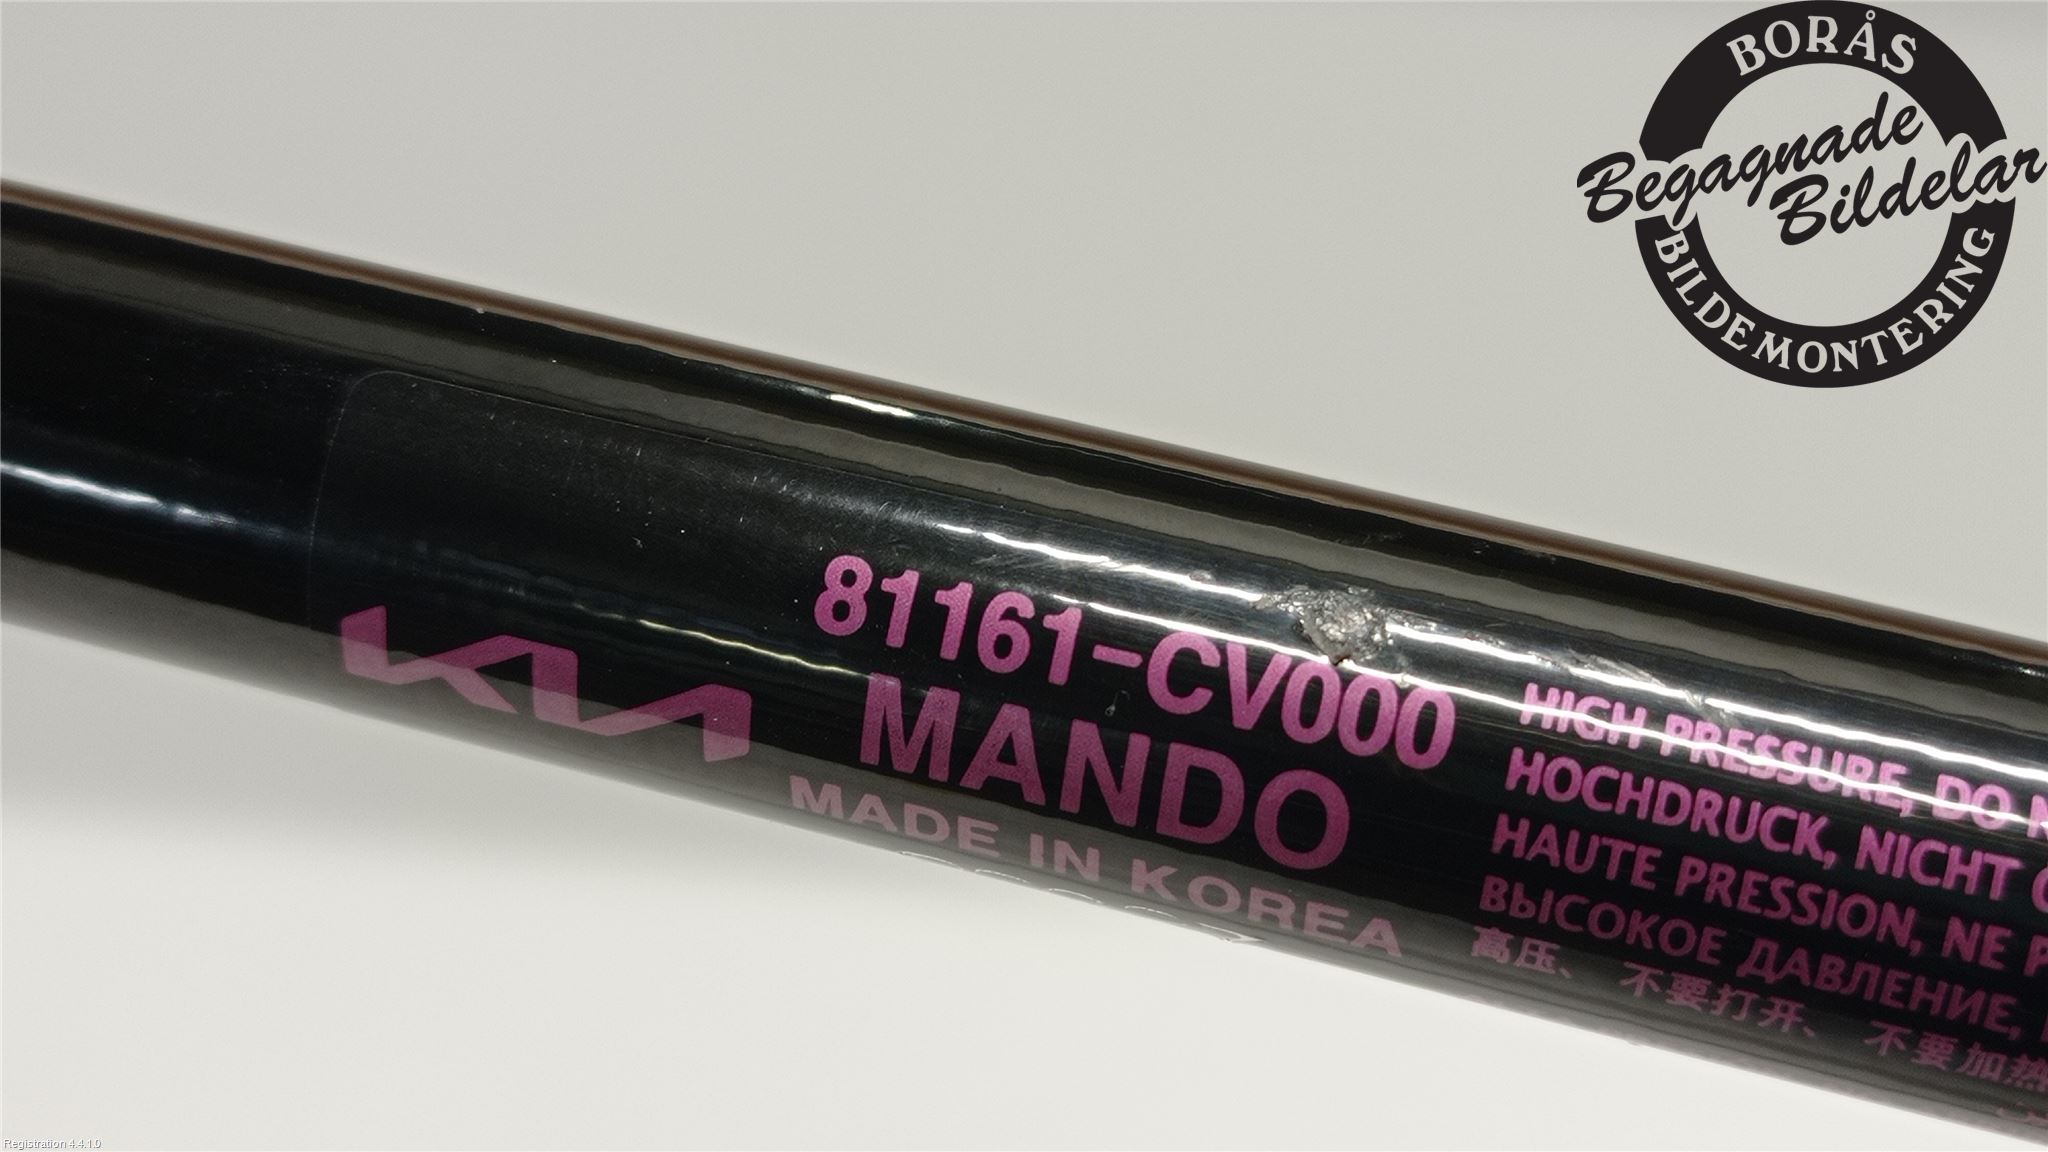 BORÅS
Begagnade
Bildelar
BILDEMONTERING
KIA
81161-CV000
MANDO
MADE IN KOREA
HIGH PRESSURE, DO
HOCHDRUCK, NICHT
HAUTE PRESSION, NE
ВЫСОКОЕ ДАВЛЕНИЕ,
高压、 不要打开、 不要加热
Registration 4.4.1.0